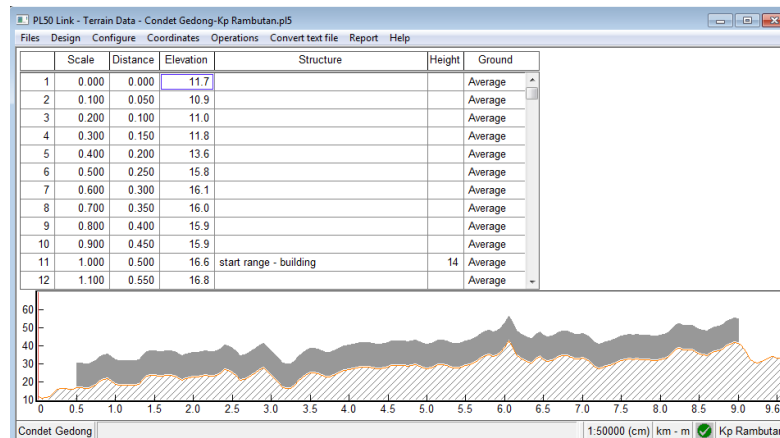 PL50 Link - Terrain Data - Condet Gedong-Kp Rambutan.pl5
Files Design Configure Coordinates Operations Convert text file Report Help
Scale Distance Elevation Structure Height Ground
1 0.000 0.000 11.7 Average
2 0.100 0.050 10.9 Average
3 0.200 0.100 11.0 Average
4 0.300 0.150 11.8 Average
5 0.400 0.200 13.6 Average
6 0.500 0.250 15.8 Average
7 0.600 0.300 16.1 Average
8 0.700 0.350 16.0 Average
9 0.800 0.400 15.9 Average
10 0.900 0.450 15.9 Average
11 1.000 0.500 16.6 start range - building 14 Average
12 1.100 0.550 16.8 Average
60
50
40
30
20
10
0 0.5 1.0 1.5 2.0 2.5 3.0 3.5 4.0 4.5 5.0 5.5 6.0 6.5 7.0 7.5 8.0 8.5 9.0 9.6
Condet Gedong 1:50000 (cm) km - m Kp Rambutan